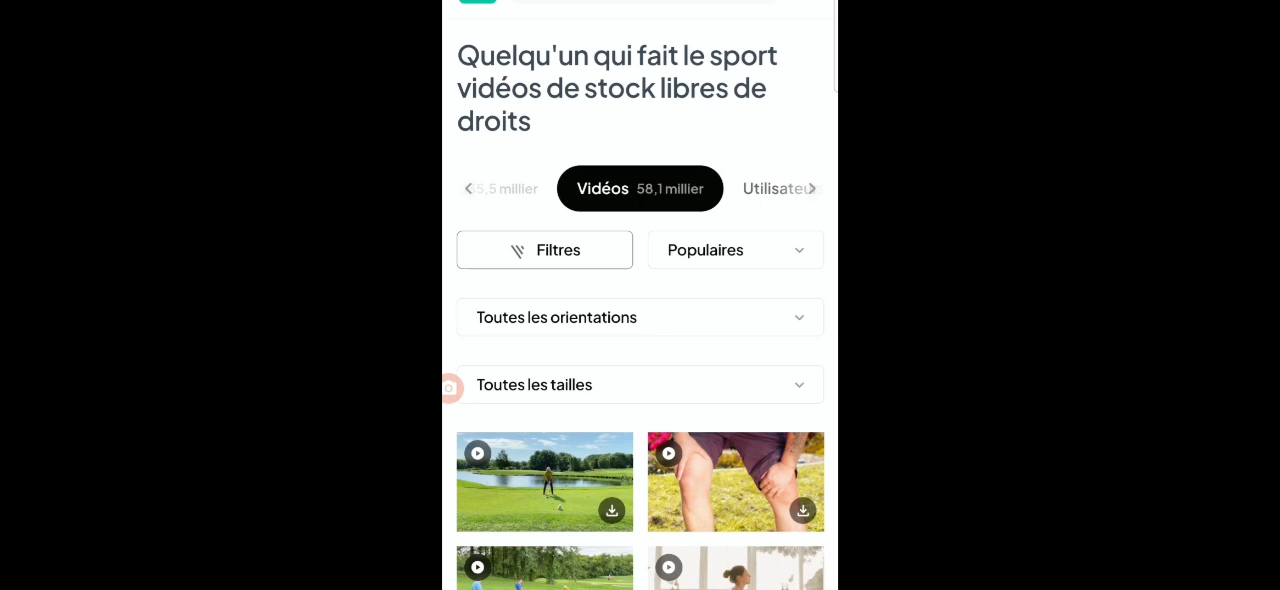 Quelqu'un qui fait le sport
vidéos de stock libres de
droits
5,5 millier
Vidéos 58,1 millier
Utilisateurs
Filtres
Populaires
Toutes les orientations
Toutes les tailles